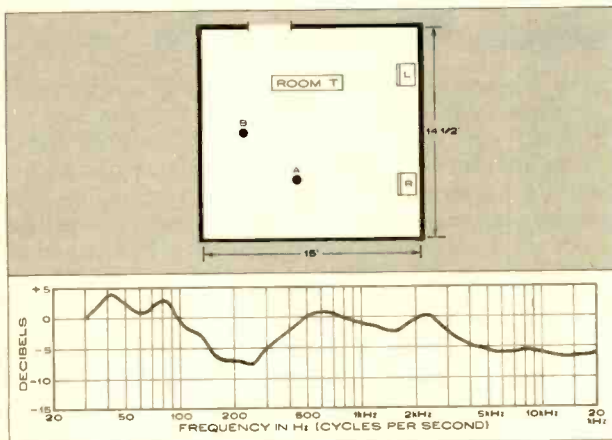 ROOM T
L
B
14 1/2'
A
R
15'
+5
0
-5
-10
-15
DECIBELS
20 50 100 200 500 1kHz 2kHz 5kHz 10kHz 20 kHz
FREQUENCY IN Hz (CYCLES PER SECOND)